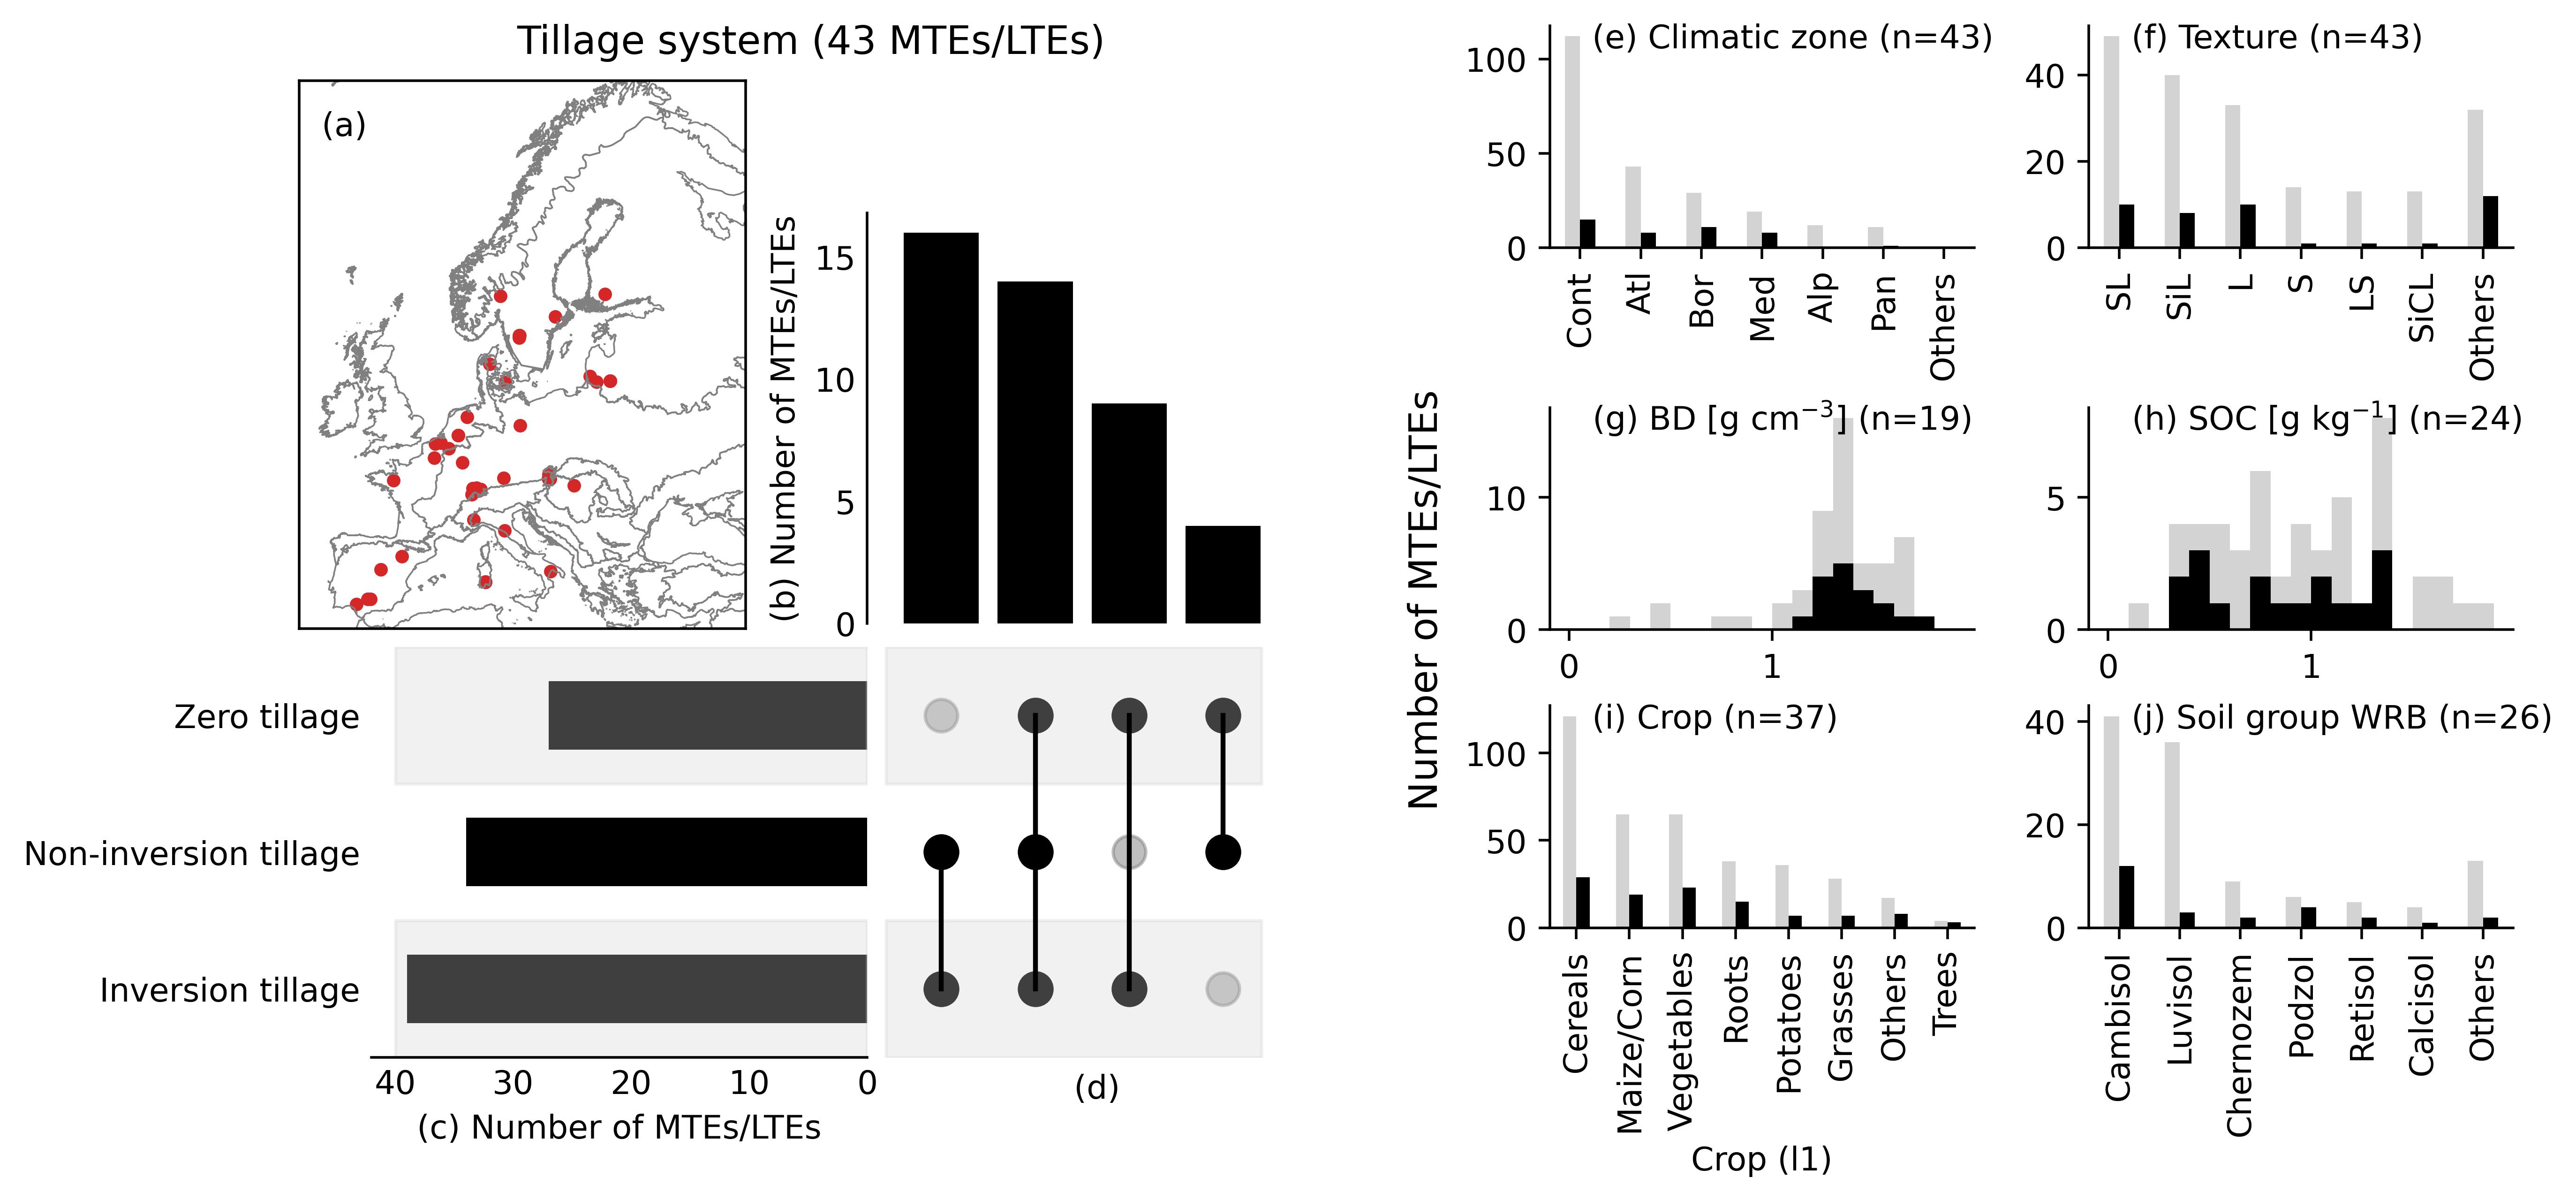 Tillage system (43 MTEs/LTEs)
(a)
(b) Number of MTEs/LTEs
15
10
5
0
Zero tillage
Non-inversion tillage
Inversion tillage
40 30 20 10 0
(c) Number of MTEs/LTEs
(d)
Number of MTEs/LTEs
(e) Climatic zone (n=43)
100
50
0
Cont Atl Bor Med Alp Pan Others
(f) Texture (n=43)
40
20
0
SL SiL L S LS SiCL Others
(g) BD [g cm⁻³] (n=19)
10
0
0 1
(h) SOC [g kg⁻¹] (n=24)
5
0
0 1
(i) Crop (n=37)
100
50
0
Cereals Maize/Corn Vegetables Roots Potatoes Grasses Others Trees
Crop (l1)
(j) Soil group WRB (n=26)
40
20
0
Cambisol Luvisol Chernozem Podzol Retisol Calcisol Others